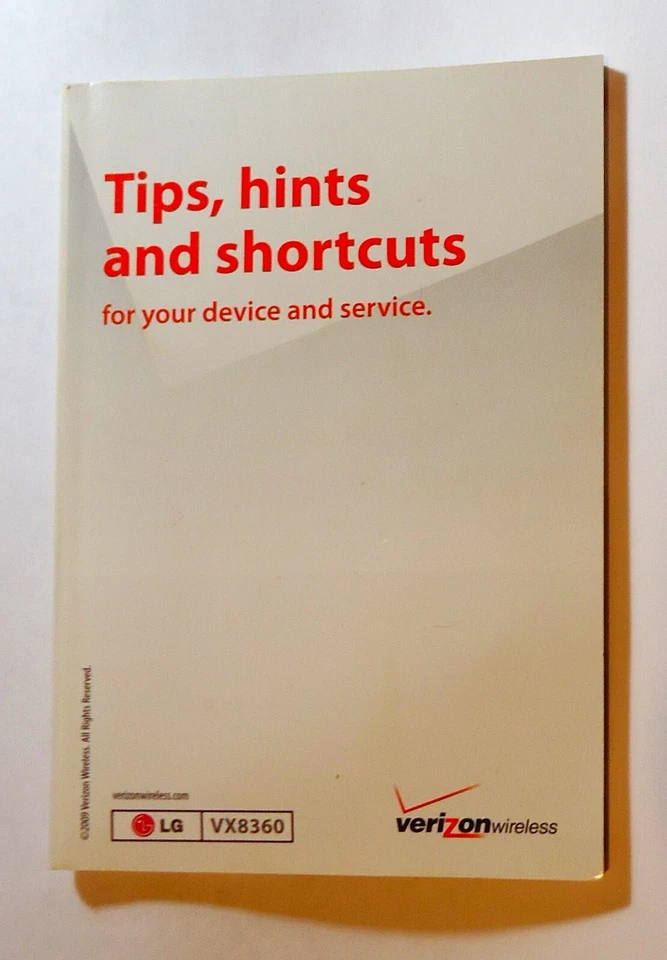 Tips, hints
and shortcuts
for your device and service.
©2009 Verizon Wireless. All Rights Reserved.
verizonwireless.com
LG VX8360
verizonwireless